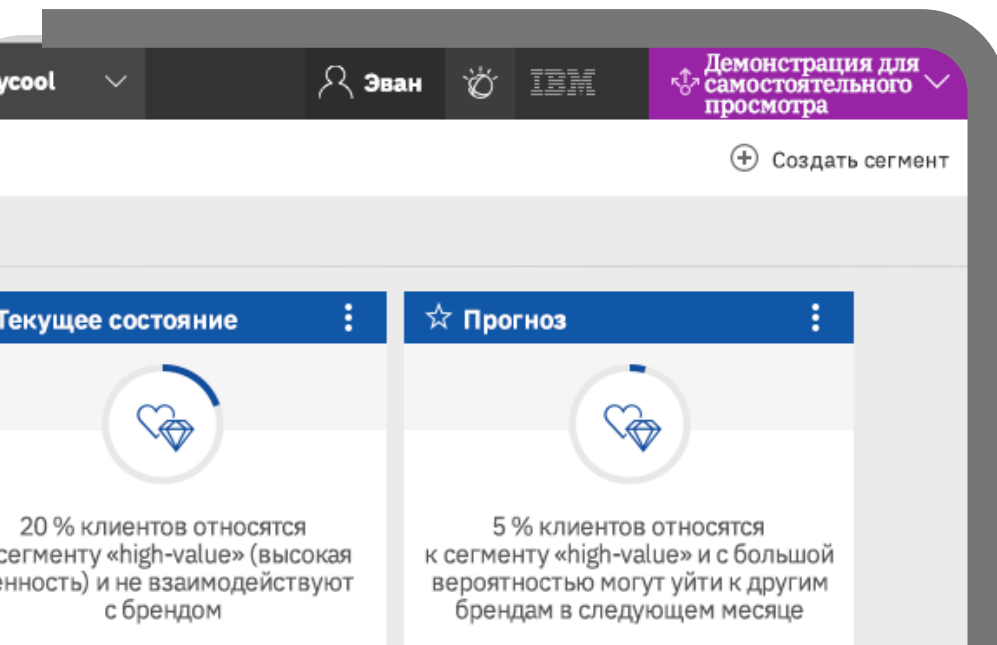 ycool
Эван
IBM
Демонстрация для
самостоятельного
просмотра
Создать сегмент
Текущее состояние
20 % клиентов относятся
сегменту «high-value» (высокая
енность) и не взаимодействуют
с брендом
Прогноз
5 % клиентов относятся
к сегменту «high-value» и с большой
вероятностью могут уйти к другим
брендам в следующем месяце